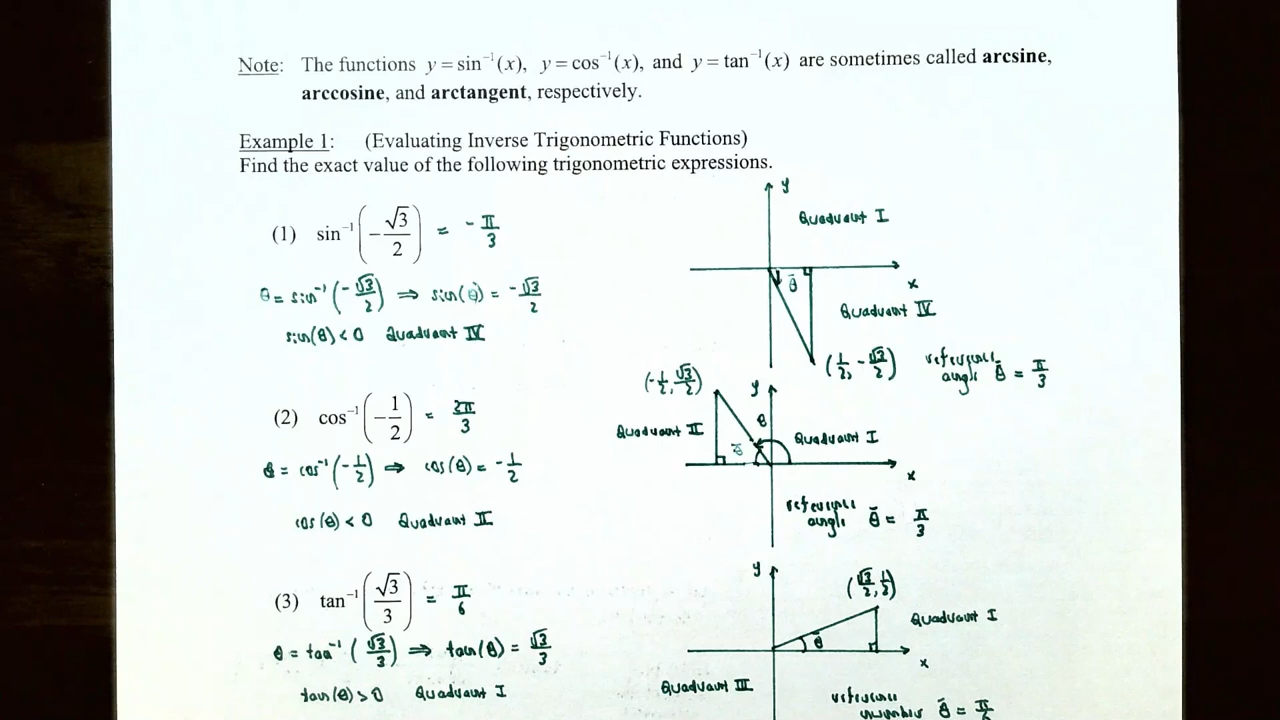 Note: The functions y = sin⁻¹(x), y = cos⁻¹(x), and y = tan⁻¹(x) are sometimes called arcsine,
arccosine, and arctangent, respectively.
Example 1: (Evaluating Inverse Trigonometric Functions)
Find the exact value of the following trigonometric expressions.
(1) sin⁻¹(-√3/2) = -π/3
θ = sin⁻¹(-√3/2) ⇒ sin(θ) = -√3/2
sin(θ) < 0 Quadrant IV
y
Quadrant I
θ̄
x
Quadrant IV
(1/2, -√3/2)
reference
angle θ̄ = π/3
(2) cos⁻¹(-1/2) = 2π/3
θ = cos⁻¹(-1/2) ⇒ cos(θ) = -1/2
cos(θ) < 0 Quadrant II
(-1/2, √3/2)
y
θ
Quadrant II
Quadrant I
θ̄
x
reference
angle θ̄ = π/3
(3) tan⁻¹(√3/3) = π/6
θ = tan⁻¹(√3/3) ⇒ tan(θ) = √3/3
tan(θ) > 0 Quadrant I
y
(√3/2, 1/2)
Quadrant I
θ̄
x
Quadrant III
reference
number θ̄ = π/6